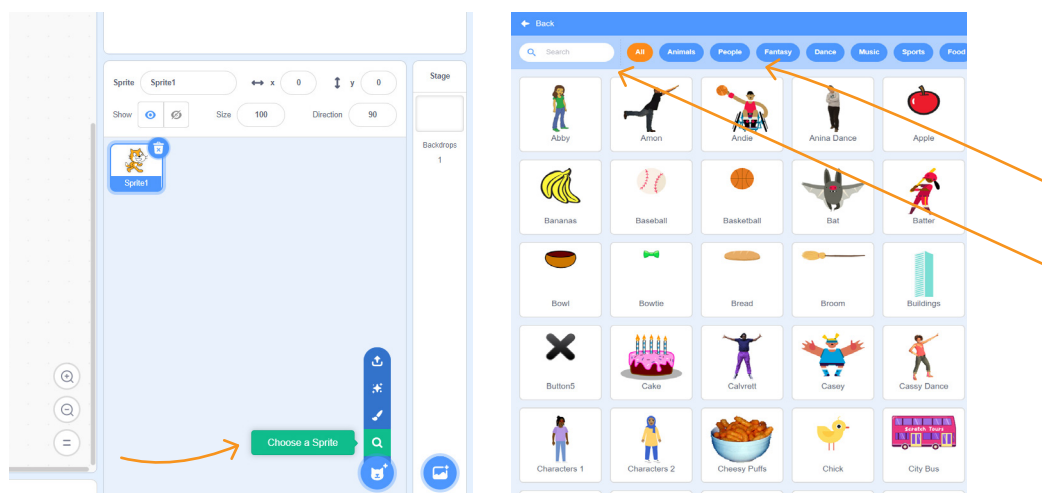 Sprite Sprite1 x 0 y 0
Show Size 100 Direction 90
Sprite1
Stage
Backdrops
1
Choose a Sprite
Back
Search All Animals People Fantasy Dance Music Sports Food
Abby Amon Andie Anina Dance Apple
Bananas Baseball Basketball Bat Batter
Bowl Bowtie Bread Broom Buildings
Button5 Cake Calvrett Casey Cassy Dance
Scratch Tours
Characters 1 Characters 2 Cheesy Puffs Chick City Bus